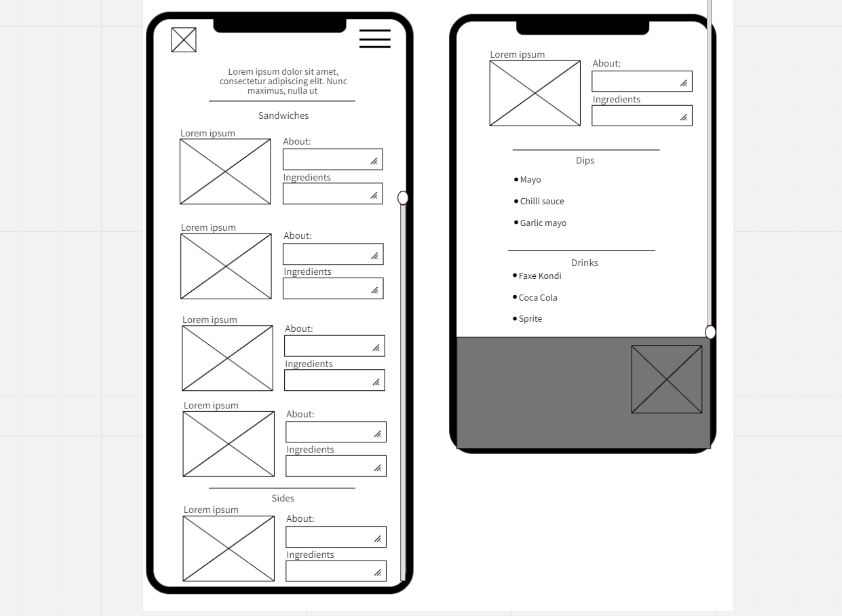 Lorem ipsum dolor sit amet,
consectetur adipiscing elit. Nunc
maximus, nulla ut
Sandwiches
Lorem ipsum
About:
Ingredients
Lorem ipsum
About:
Ingredients
Lorem ipsum
About:
Ingredients
Lorem ipsum
About:
Ingredients
Sides
Lorem ipsum
About:
Ingredients
Lorem ipsum
About:
Ingredients
Dips
Mayo
Chilli sauce
Garlic mayo
Drinks
Faxe Kondi
Coca Cola
Sprite